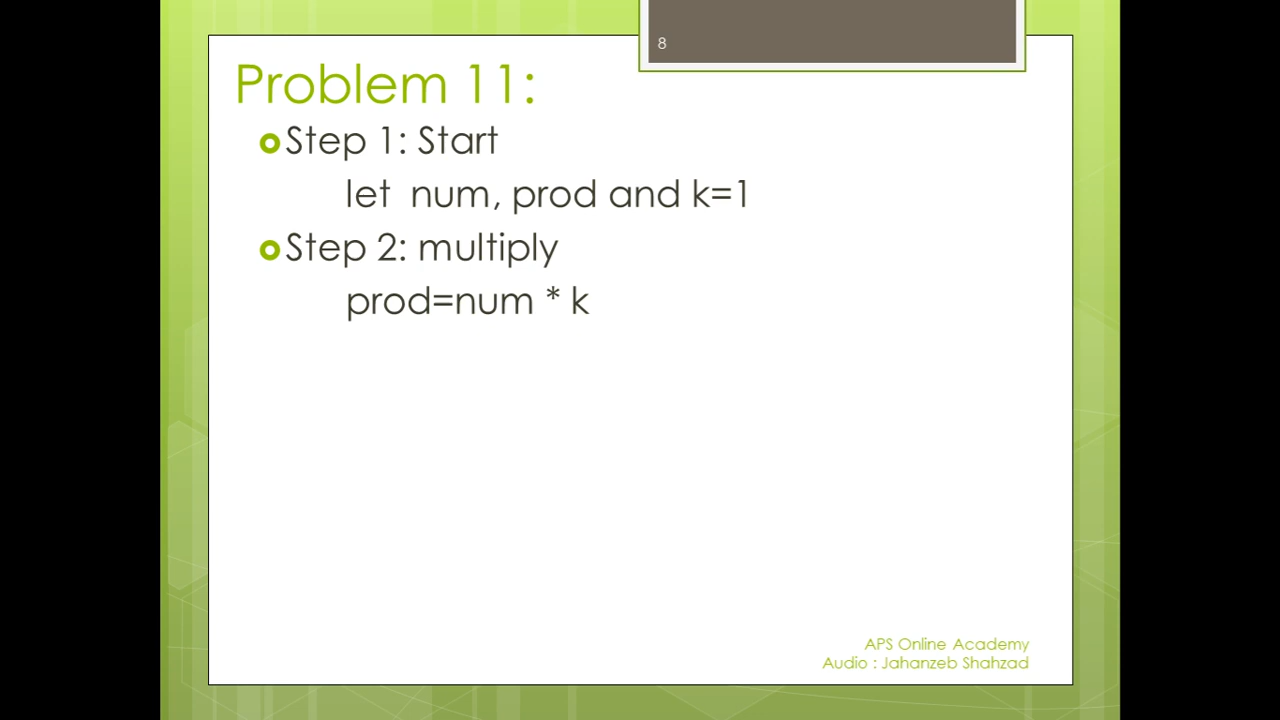 8
Problem 11:
Step 1: Start
let num, prod and k=1
Step 2: multiply
prod=num * k
APS Online Academy
Audio : Jahanzeb Shahzad